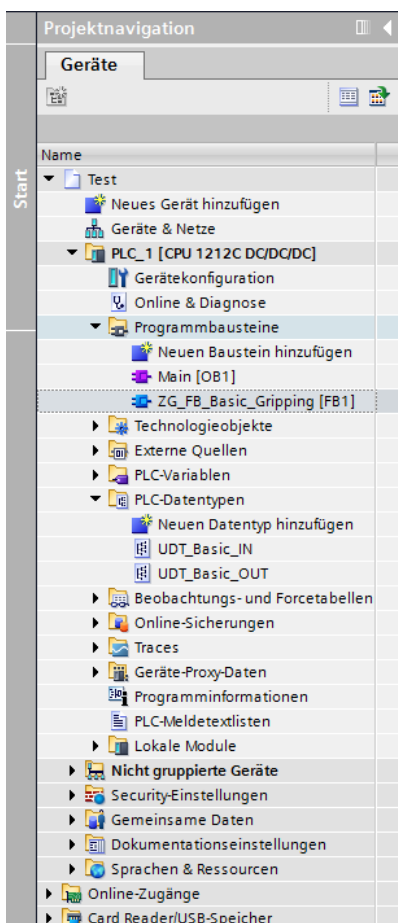 Projektnavigation
Geräte
Start
Name
Test
Neues Gerät hinzufügen
Geräte & Netze
PLC_1 [CPU 1212C DC/DC/DC]
Gerätekonfiguration
Online & Diagnose
Programmbausteine
Neuen Baustein hinzufügen
Main [OB1]
ZG_FB_Basic_Gripping [FB1]
Technologieobjekte
Externe Quellen
PLC-Variablen
PLC-Datentypen
Neuen Datentyp hinzufügen
UDT_Basic_IN
UDT_Basic_OUT
Beobachtungs- und Forcetabellen
Online-Sicherungen
Traces
Geräte-Proxy-Daten
Programminformationen
PLC-Meldetextlisten
Lokale Module
Nicht gruppierte Geräte
Security-Einstellungen
Gemeinsame Daten
Dokumentationseinstellungen
Sprachen & Ressourcen
Online-Zugänge
Card Reader/USB-Speicher